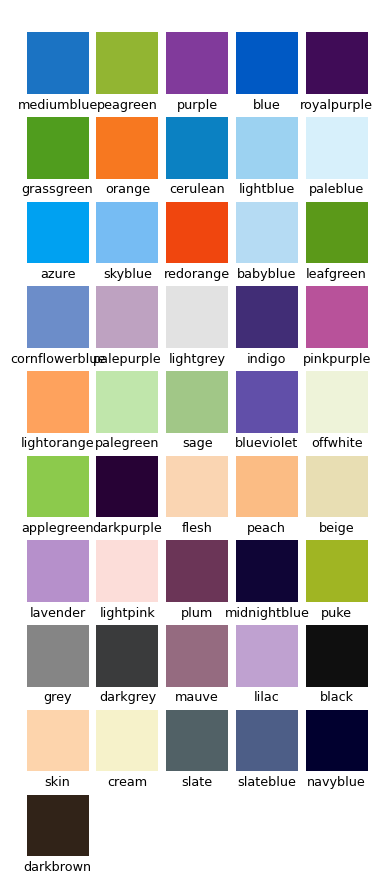 mediumblue peagreen purple blue royalpurple
grassgreen orange cerulean lightblue paleblue
azure skyblue redorange babyblue leafgreen
cornflowerblue palepurple lightgrey indigo pinkpurple
lightorange palegreen sage blueviolet offwhite
applegreen darkpurple flesh peach beige
lavender lightpink plum midnightblue puke
grey darkgrey mauve lilac black
skin cream slate slateblue navyblue
darkbrown